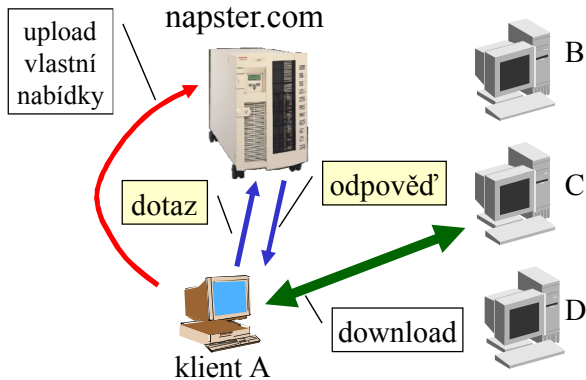 napster.com
upload
vlastní
nabídky
B
dotaz
odpověď
C
download
D
klient A